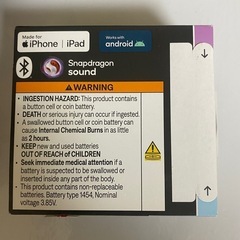 Made for
iPhone | iPad
Works with
android
Snapdragon
sound
WARNING
• INGESTION HAZARD: This product contains
a button cell or coin battery.
• DEATH or serious injury can occur if ingested.
• A swallowed button cell or coin battery can
cause Internal Chemical Burns in as little
as 2 hours.
• KEEP new and used batteries
OUT OF REACH of CHILDREN
• Seek immediate medical attention if a
battery is suspected to be swallowed or
inserted inside any part of the body.
• This product contains non-replaceable
batteries. Battery type 1454, Nominal
voltage 3.85V.